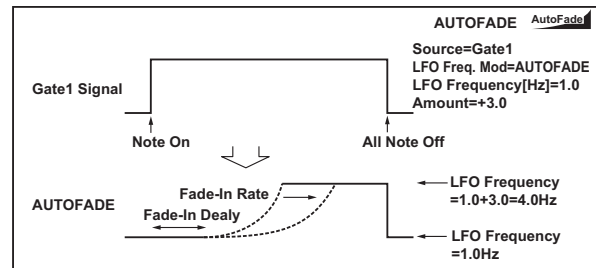 AUTOFADE AutoFade
Source=Gate1
LFO Freq. Mod=AUTOFADE
LFO Frequency[Hz]=1.0
Amount=+3.0
Gate1 Signal
Note On
All Note Off
Fade-In Rate
AUTOFADE
Fade-In Dealy
LFO Frequency
=1.0+3.0=4.0Hz
LFO Frequency
=1.0Hz